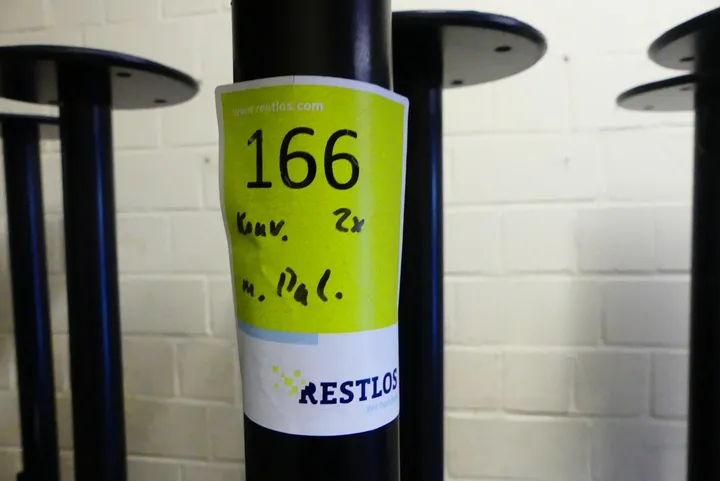 www.restlos.com
166
Konv. 2x
m. Pal.
RESTLOS